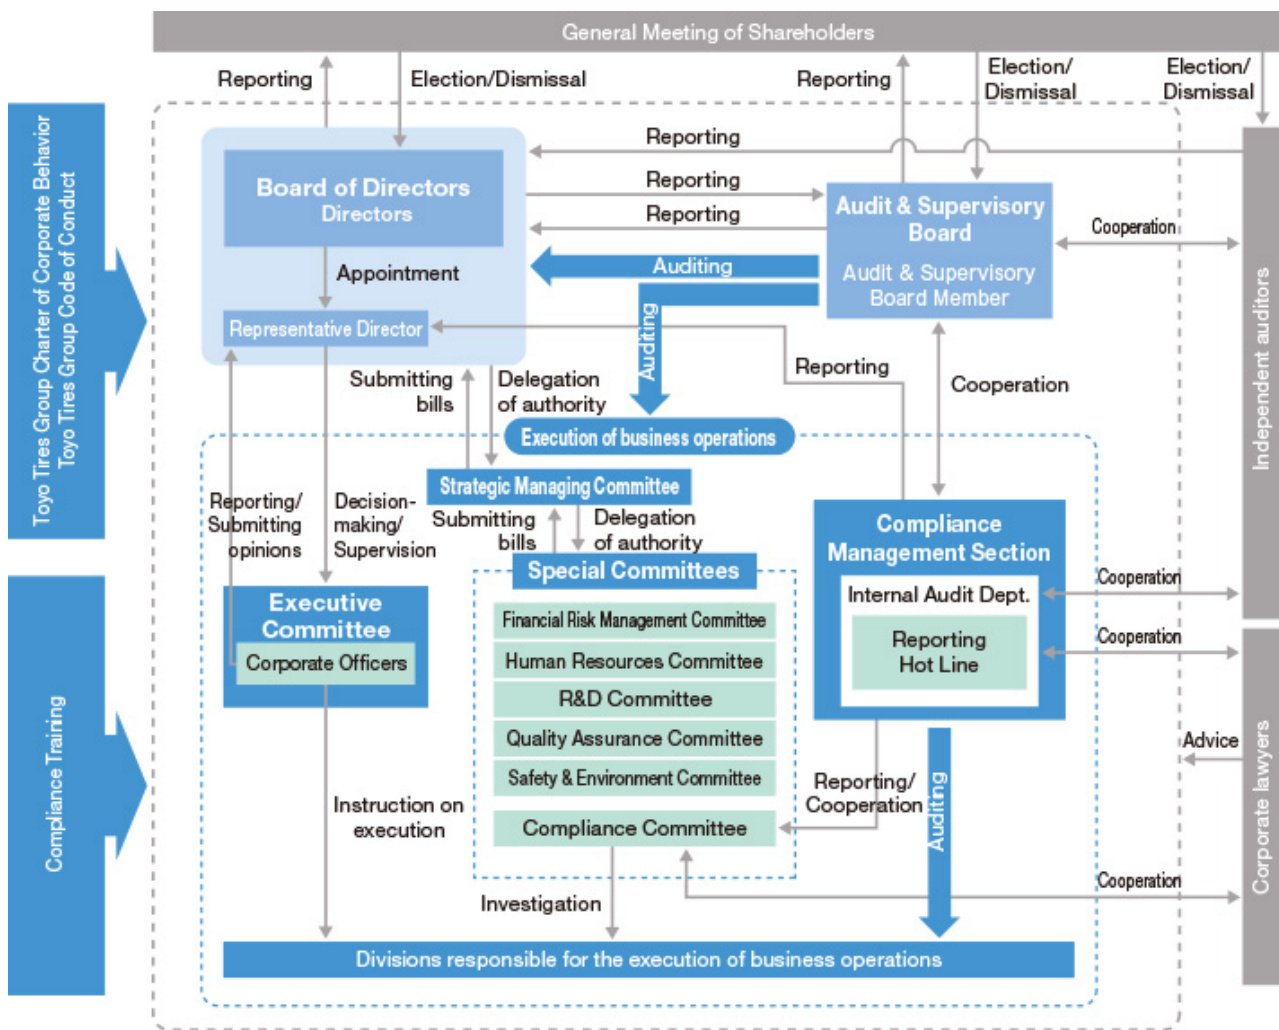 General Meeting of Shareholders
Reporting
Election/Dismissal
Reporting
Election/
Dismissal
Election/
Dismissal
Toyo Tires Group Charter of Corporate Behavior
Toyo Tires Group Code of Conduct
Compliance Training
Board of Directors
Directors
Appointment
Representative Director
Reporting
Reporting
Reporting
Auditing
Auditing
Audit & Supervisory
Board
Audit & Supervisory
Board Member
Cooperation
Independent auditors
Submitting
bills
Delegation
of authority
Reporting
Cooperation
Execution of business operations
Strategic Managing Committee
Reporting/
Submitting
opinions
Decision-
making/
Supervision
Submitting
bills
Delegation
of authority
Special Committees
Financial Risk Management Committee
Human Resources Committee
R&D Committee
Quality Assurance Committee
Safety & Environment Committee
Compliance Committee
Executive
Committee
Corporate Officers
Compliance
Management Section
Internal Audit Dept.
Reporting
Hot Line
Cooperation
Cooperation
Advice
Corporate lawyers
Instruction on
execution
Reporting/
Cooperation
Auditing
Cooperation
Investigation
Divisions responsible for the execution of business operations